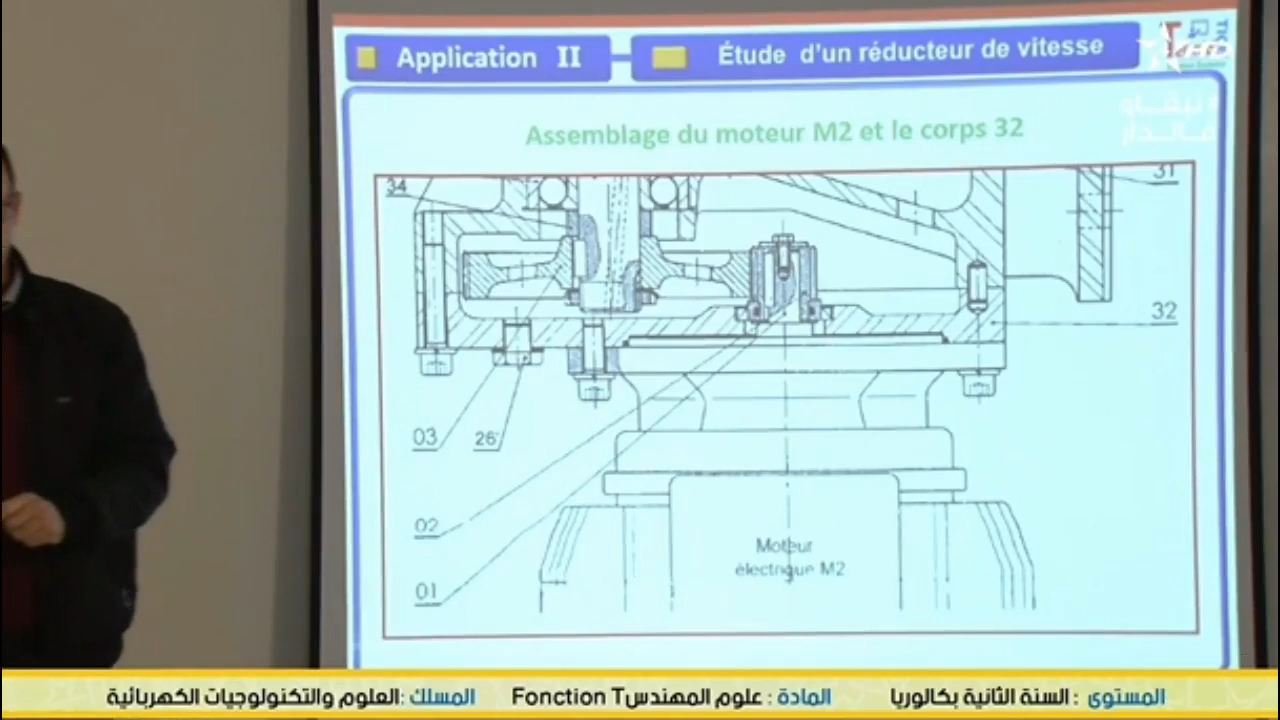 Application II
Étude d'un réducteur de vitesse
Assemblage du moteur M2 et le corps 32
34
31
32
03
26
02
01
Moteur
électrique M2
المستوى : السنة الثانية بكالوريا
المادة : علوم المهندس Fonction T
المسلك :العلوم والتكنولوجيات الكهربائية